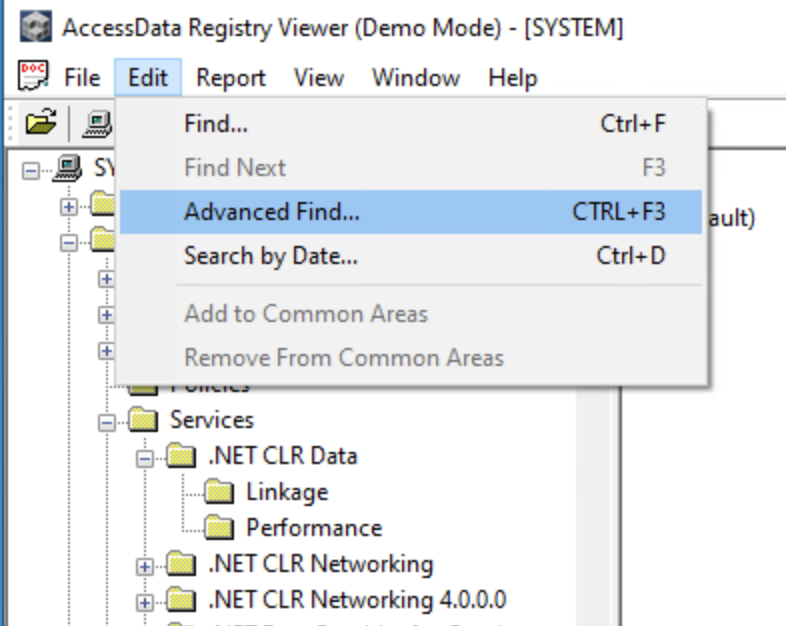 AccessData Registry Viewer (Demo Mode) - [SYSTEM]
DOC File Edit Report View Window Help
Find... Ctrl+F
Find Next F3
Advanced Find... CTRL+F3
Search by Date... Ctrl+D
Add to Common Areas
Remove From Common Areas
SY
ault)
Policies
Services
.NET CLR Data
Linkage
Performance
.NET CLR Networking
.NET CLR Networking 4.0.0.0